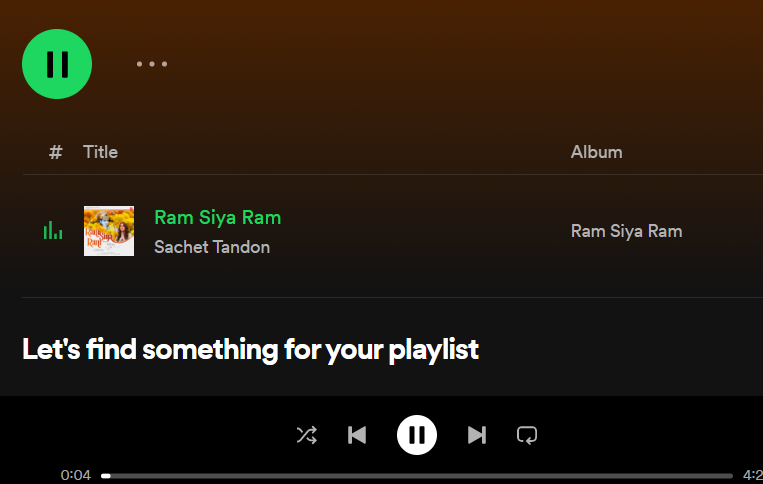 # Title Album
Ram Siya Ram
Sachet Tandon
Ram Siya Ram
Let's find something for your playlist
0:04